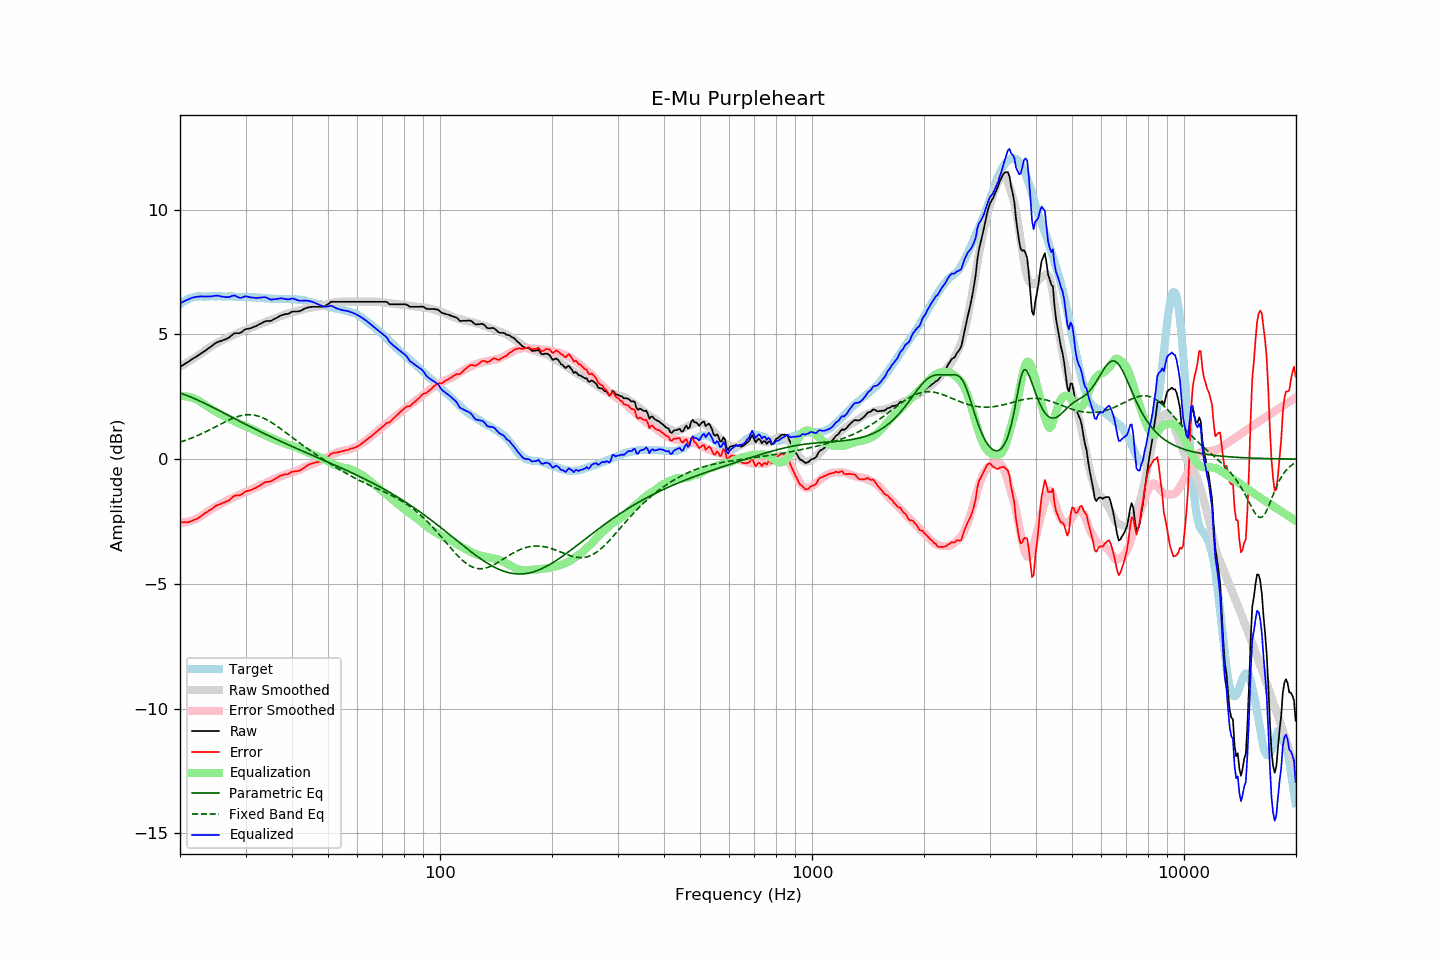 E-Mu Purpleheart
Amplitude (dBr)
10
5
0
−5
−10
−15
Target
Raw Smoothed
Error Smoothed
Raw
Error
Equalization
Parametric Eq
Fixed Band Eq
Equalized
100
1000
10000
Frequency (Hz)